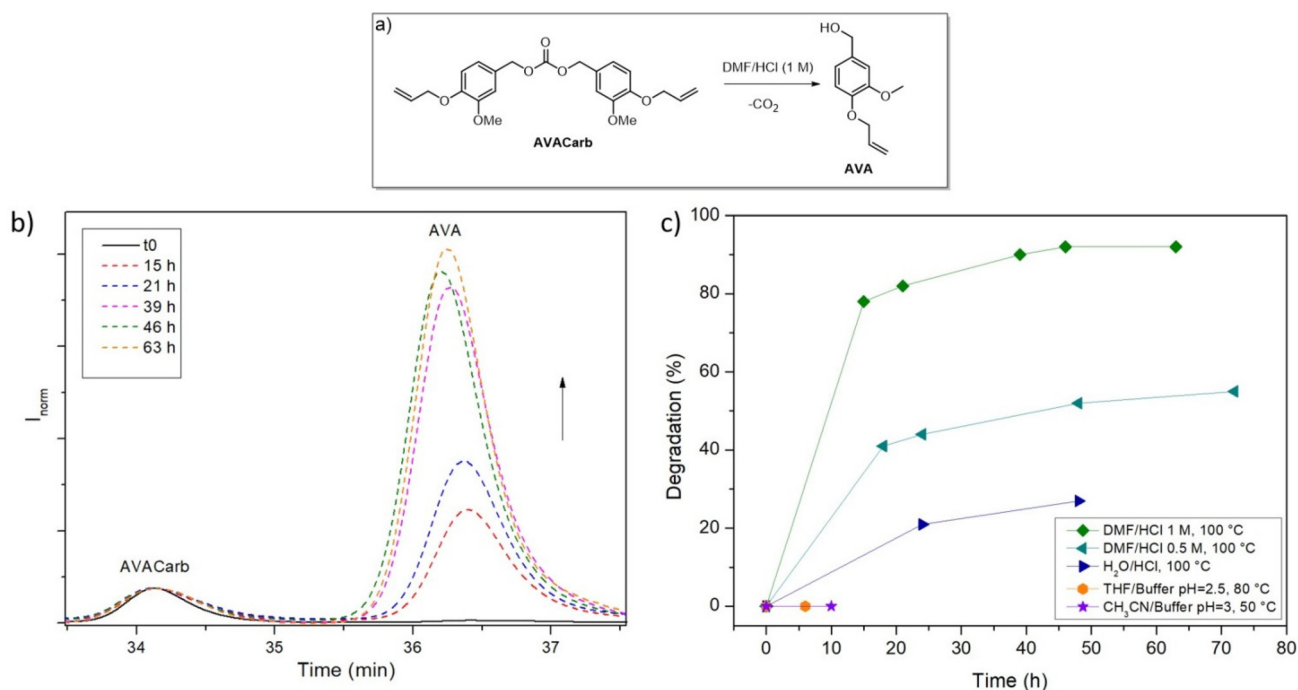 a)
O
O
O
O
OMe
O
OMe
AVACarb
DMF/HCl (1 M)
-CO2
HO
O
O
AVA
b)
t0
15 h
21 h
39 h
46 h
63 h
AVACarb
AVA
Inorm
34
35
36
37
Time (min)
c)
100
80
60
40
20
0
Degradation (%)
DMF/HCl 1 M, 100 °C
DMF/HCl 0.5 M, 100 °C
H2O/HCl, 100 °C
THF/Buffer pH=2.5, 80 °C
CH3CN/Buffer pH=3, 50 °C
0
10
20
30
40
50
60
70
80
Time (h)